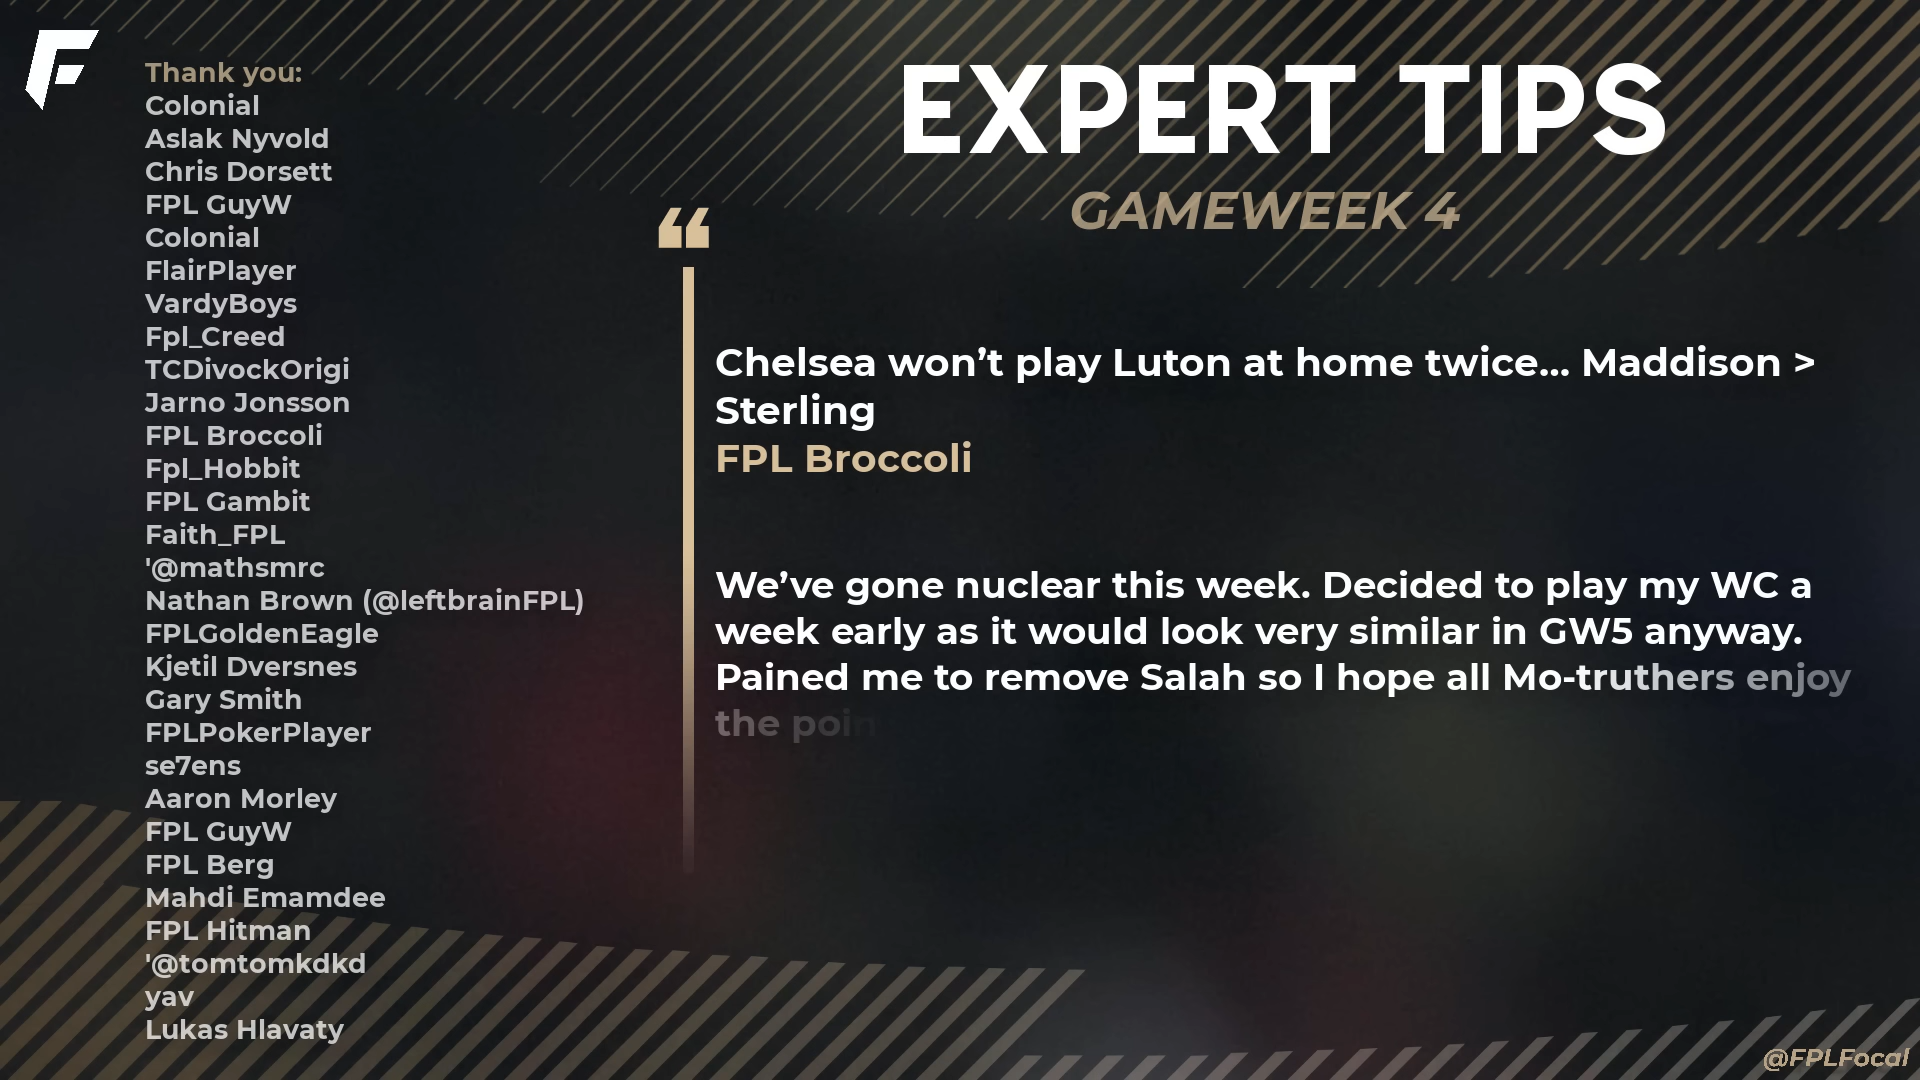 Thank you:
Colonial
Aslak Nyvold
Chris Dorsett
FPL GuyW
Colonial
FlairPlayer
VardyBoys
Fpl_Creed
TCDivockOrigi
Jarno Jonsson
FPL Broccoli
Fpl_Hobbit
FPL Gambit
Faith_FPL
'@mathsmrc
Nathan Brown (@leftbrainFPL)
FPLGoldenEagle
Kjetil Dversnes
Gary Smith
FPLPokerPlayer
se7ens
Aaron Morley
FPL GuyW
FPL Berg
Mahdi Emamdee
FPL Hitman
'@tomtomkdkd
yav
Lukas Hlavaty
EXPERT TIPS
GAMEWEEK 4
❝
Chelsea won’t play Luton at home twice... Maddison >
Sterling
FPL Broccoli
We’ve gone nuclear this week. Decided to play my WC a
week early as it would look very similar in GW5 anyway.
Pained me to remove Salah so I hope all Mo-truthers enjoy
the poin
@FPLFocal